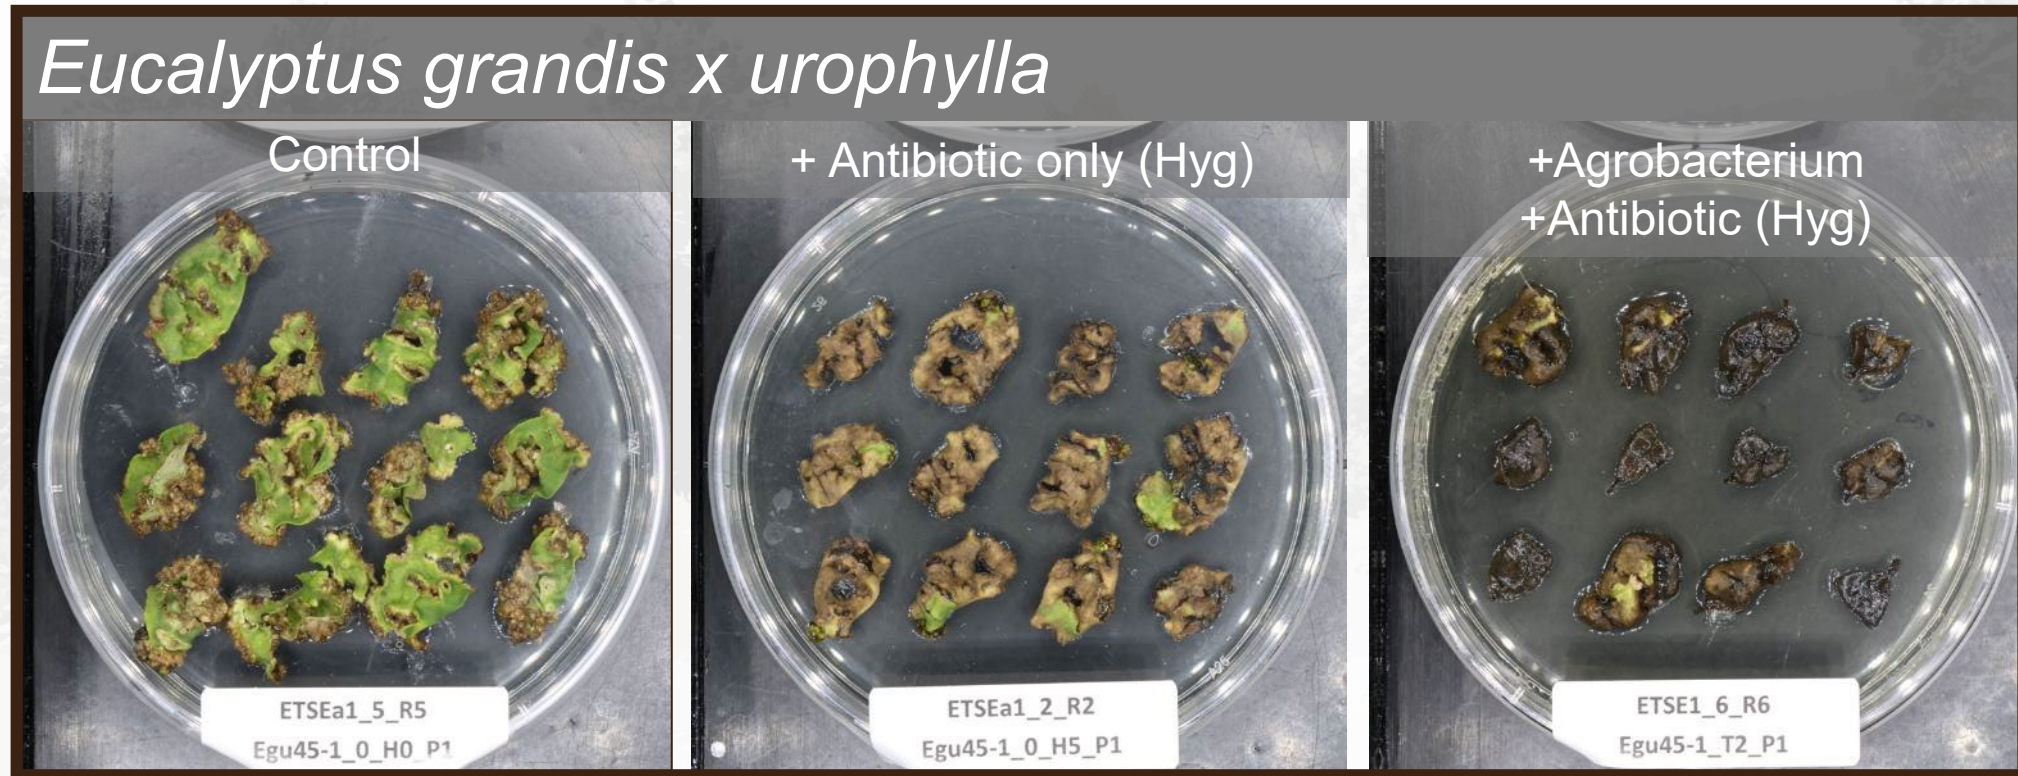 Eucalyptus grandis x urophylla
Control
+ Antibiotic only (Hyg)
+Agrobacterium
+Antibiotic (Hyg)
ETSEa1_5_R5
Egu45-1_0_H0_P1
ETSEa1_2_R2
Egu45-1_0_H5_P1
ETSE1_6_R6
Egu45-1_T2_P1
A26